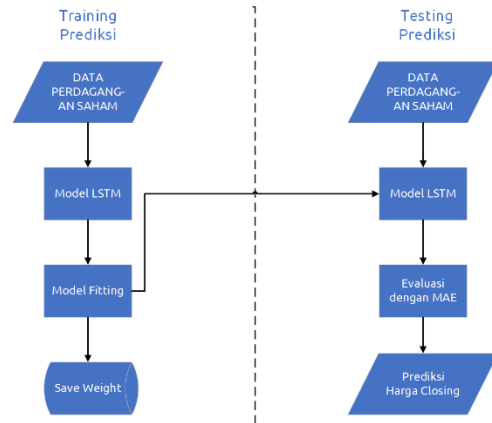 Training
Prediksi
DATA
PERDAGANG-
AN SAHAM
Model LSTM
Model Fitting
Save Weight
Testing
Prediksi
DATA
PERDAGANG-
AN SAHAM
Model LSTM
Evaluasi
dengan MAE
Prediksi
Harga Closing